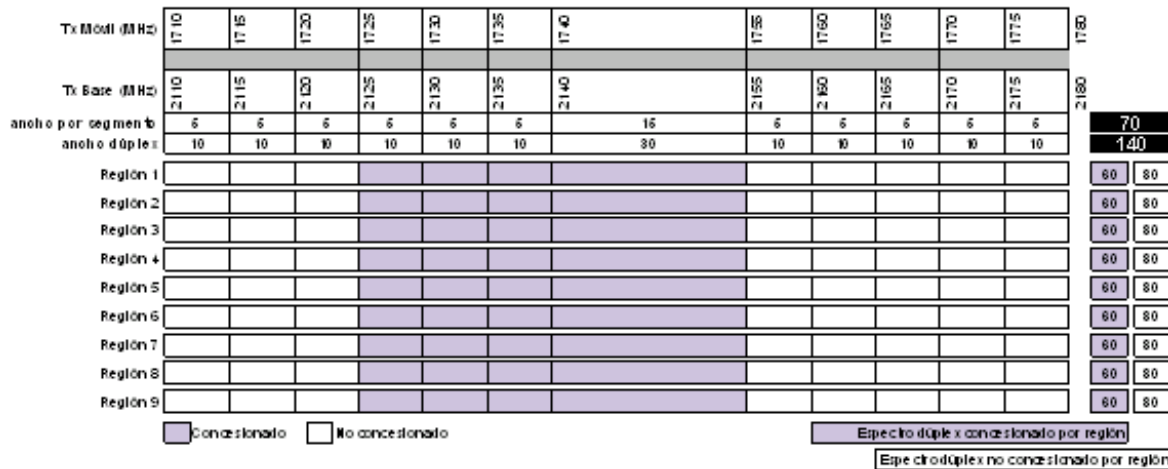 Tx Móvil (MHz) 1710 1715 1720 1725 1730 1735 1740 1755 1760 1765 1770 1775 1780
Tx Base (MHz) 2110 2115 2120 2125 2130 2135 2140 2155 2160 2165 2170 2175 2180
ancho por segmento 5 5 5 5 5 5 15 5 5 5 5 5 70
ancho dúplex 10 10 10 10 10 10 30 10 10 10 10 10 140
Región 1 60 80
Región 2 60 80
Región 3 60 80
Región 4 60 80
Región 5 60 80
Región 6 60 80
Región 7 60 80
Región 8 60 80
Región 9 60 80
Concesionado No concesionado Espectro dúplex concesionado por región
Espectro dúplex no concesionado por región